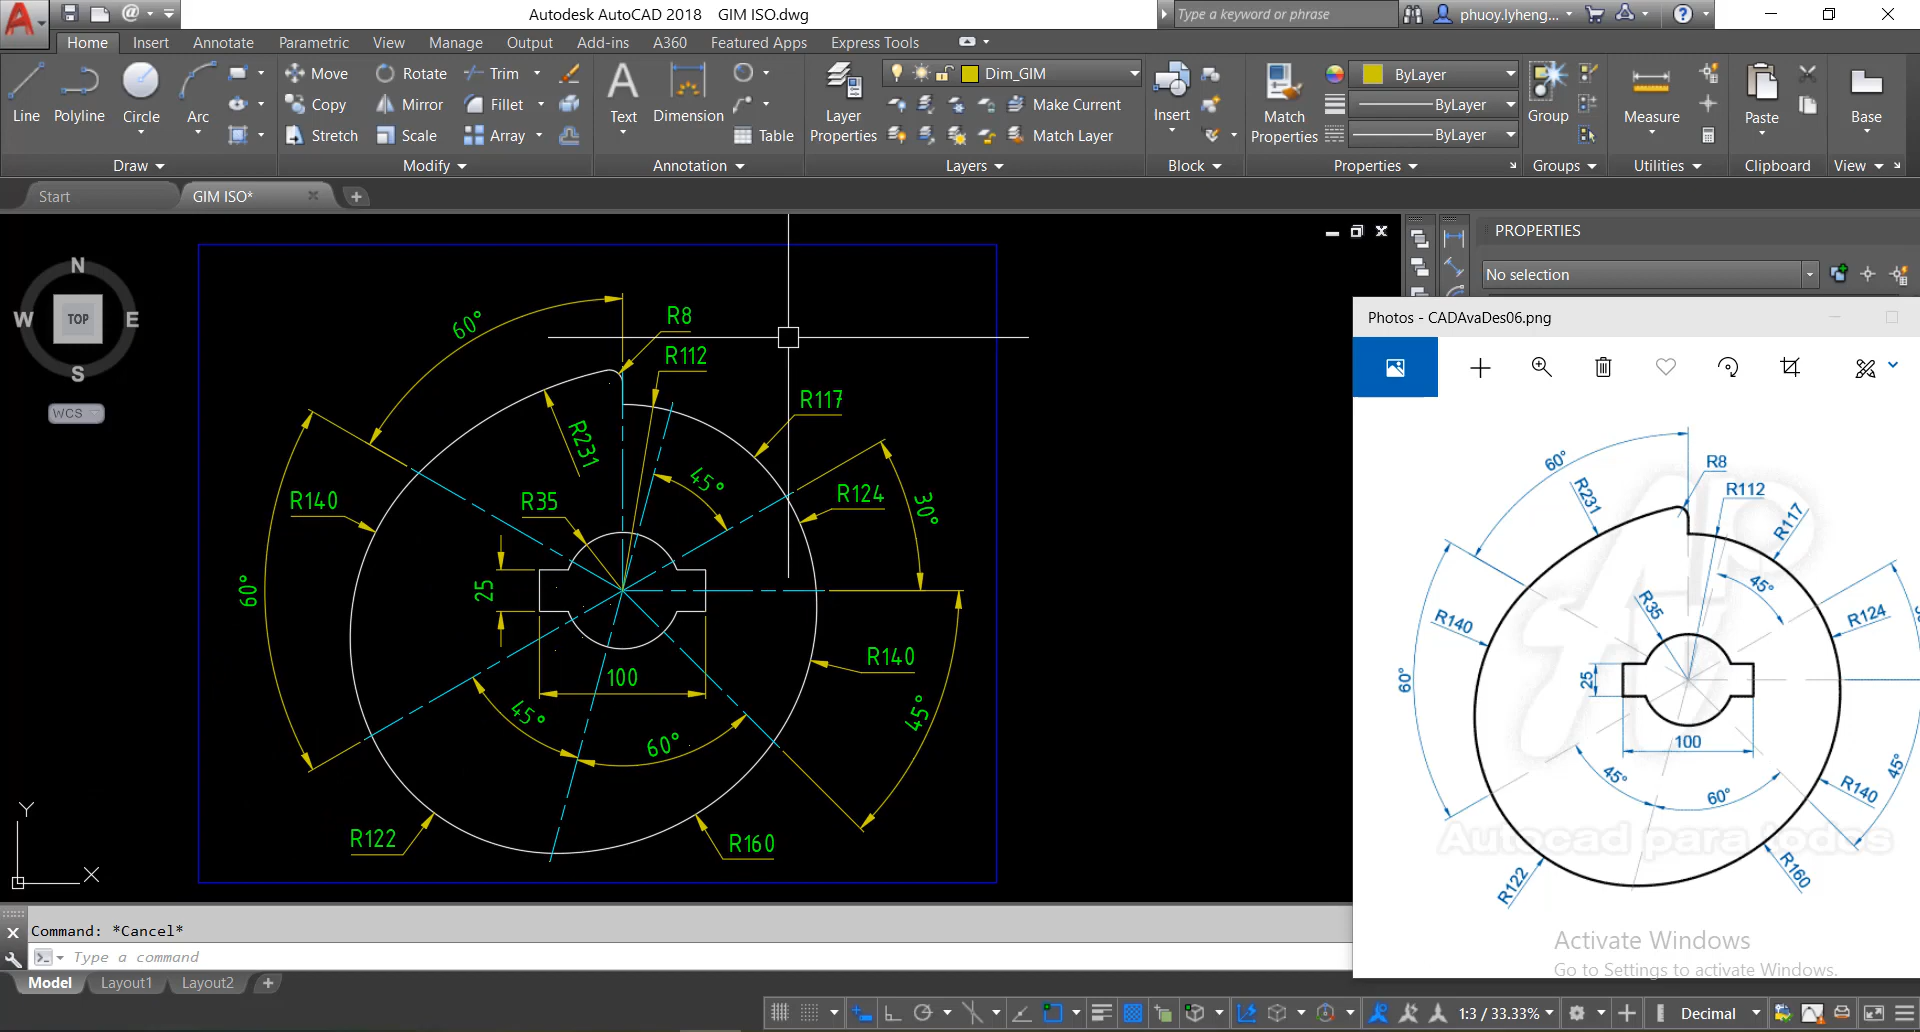 Autodesk AutoCAD 2018 GIM ISO.dwg
Type a keyword or phrase
phuoy.lyheng...
Home Insert Annotate Parametric View Manage Output Add-ins A360 Featured Apps Express Tools
Line Polyline Circle Arc
Draw
Move Rotate Trim
Copy Mirror Fillet
Stretch Scale Array
Modify
Text Dimension Table
Annotation
Layer Properties
Dim_GIM
Make Current
Match Layer
Layers
Insert
Block
Match Properties
ByLayer
ByLayer
ByLayer
Properties
Group
Groups
Measure
Utilities
Paste
Clipboard
Base
View
Start
GIM ISO*
N
W TOP E
S
WCS
60°
R8
R112
R117
R231
45°
R140
R35
R124
30°
60°
25
R140
100
45°
45°
60°
R122
R160
Y
X
PROPERTIES
No selection
Photos - CADAvaDes06.png
60°
R8
R231
R112
R117
45°
R35
R140
R124
60°
25
100
45°
45°
60°
R140
Autocad para todos
R122
R160
Activate Windows
Go to Settings to activate Windows.
Command: *Cancel*
Type a command
Model Layout1 Layout2
1:3 / 33.33%
Decimal